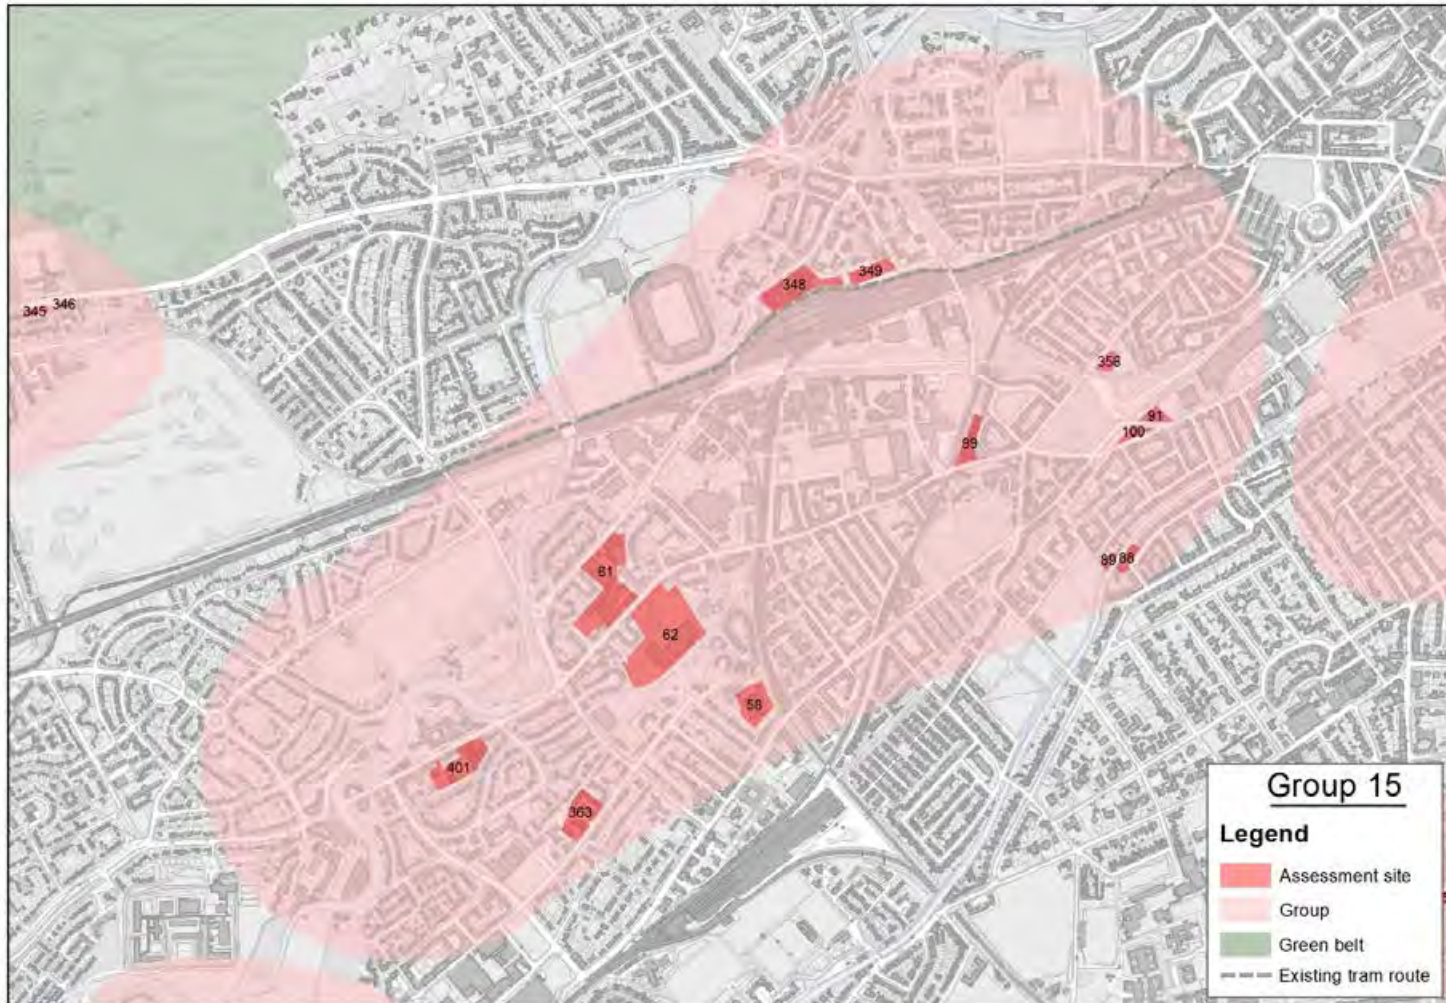 348
349
345
346
356
91
100
89
89
88
61
62
58
401
363
Group 15
Legend
Assessment site
Group
Green belt
Existing tram route